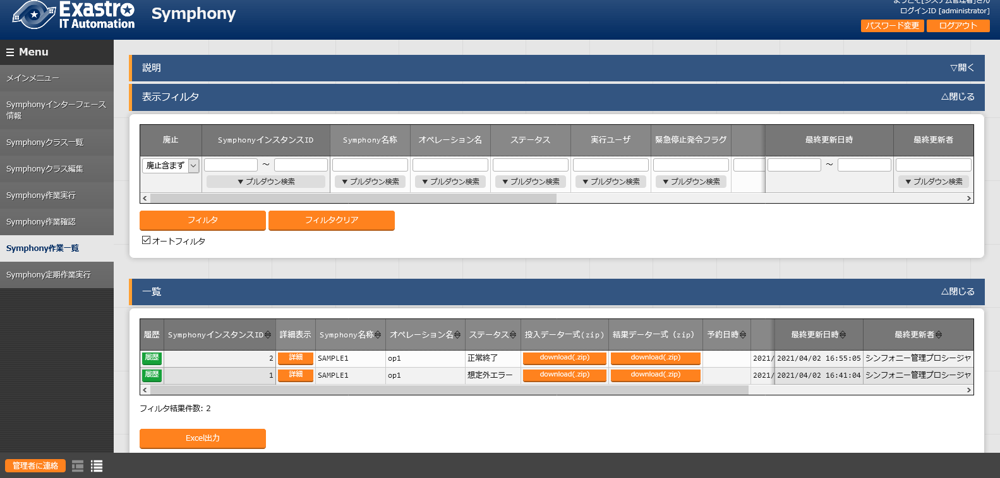 Exastro
IT Automation
Symphony
ようこそ[システム管理者]さん
ログインID [administrator]
パスワード変更
ログアウト
Menu
メインメニュー
Symphonyインターフェース
情報
Symphonyクラス一覧
Symphonyクラス編集
Symphony作業実行
Symphony作業確認
Symphony作業一覧
Symphony定期作業実行
説明
▽開く
表示フィルタ
△閉じる
廃止 SymphonyインスタンスID Symphony名称 オペレーション名 ステータス 実行ユーザ 緊急停止発令フラグ 最終更新日時 最終更新者
廃止含まず ～ ～
▼プルダウン検索 ▼プルダウン検索 ▼プルダウン検索 ▼プルダウン検索 ▼プルダウン検索 ▼プルダウン検索 ▼プルダウン検索
フィルタ
フィルタクリア
オートフィルタ
一覧
△閉じる
履歴 SymphonyインスタンスID 詳細表示 Symphony名称 オペレーション名 ステータス 投入データ一式(zip) 結果データ一式(zip) 予約日時 最終更新日時 最終更新者
履歴 2 詳細 SAMPLE1 op1 正常終了 download(.zip) download(.zip) 2021/ 2021/04/02 16:55:05 シンフォニー管理プロシージャ
履歴 1 詳細 SAMPLE1 op1 想定外エラー download(.zip) download(.zip) 2021/ 2021/04/02 16:41:04 シンフォニー管理プロシージャ
フィルタ結果件数: 2
Excel出力
管理者に連絡